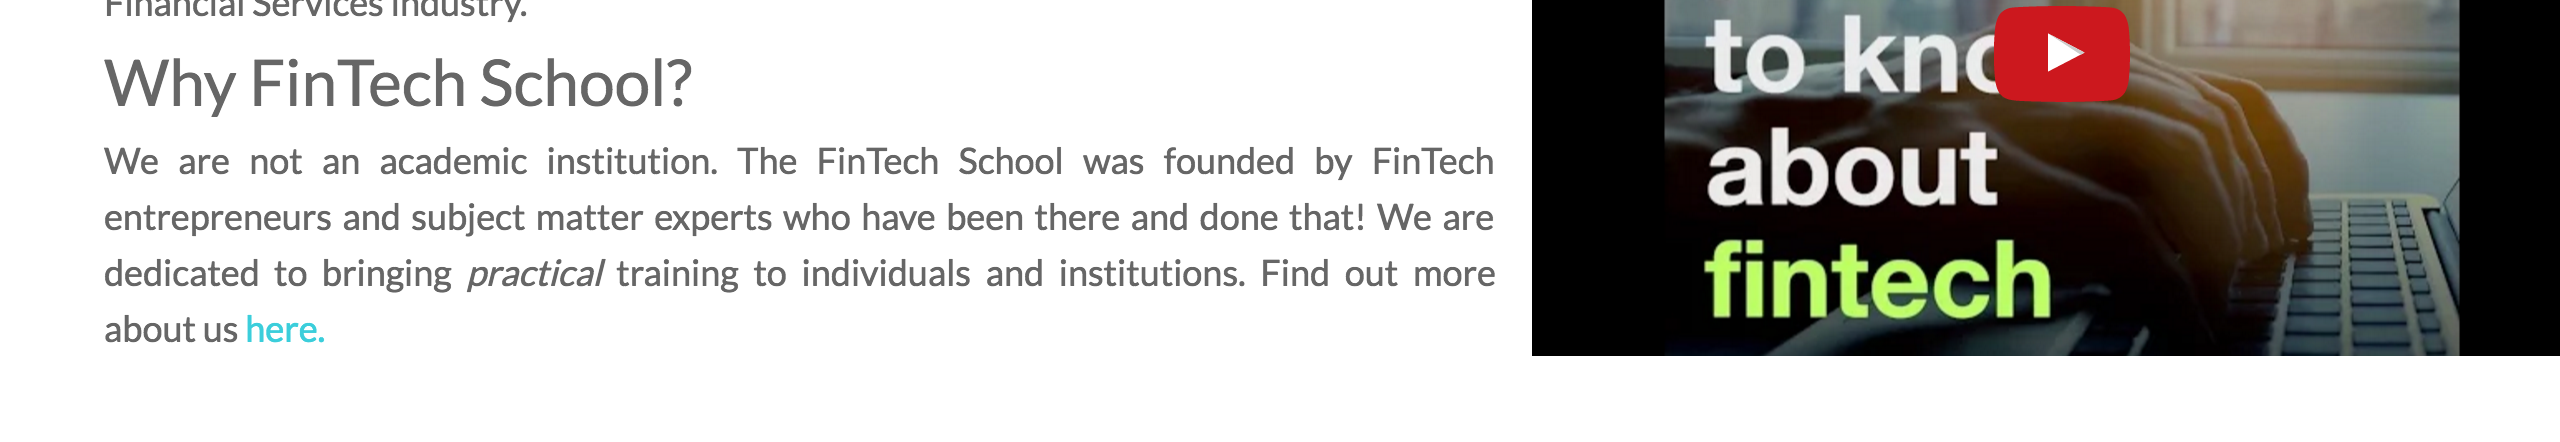 Financial Services Industry.
Why FinTech School?
We are not an academic institution. The FinTech School was founded by FinTech
entrepreneurs and subject matter experts who have been there and done that! We are
dedicated to bringing practical training to individuals and institutions. Find out more
about us here.
to
about
fintech